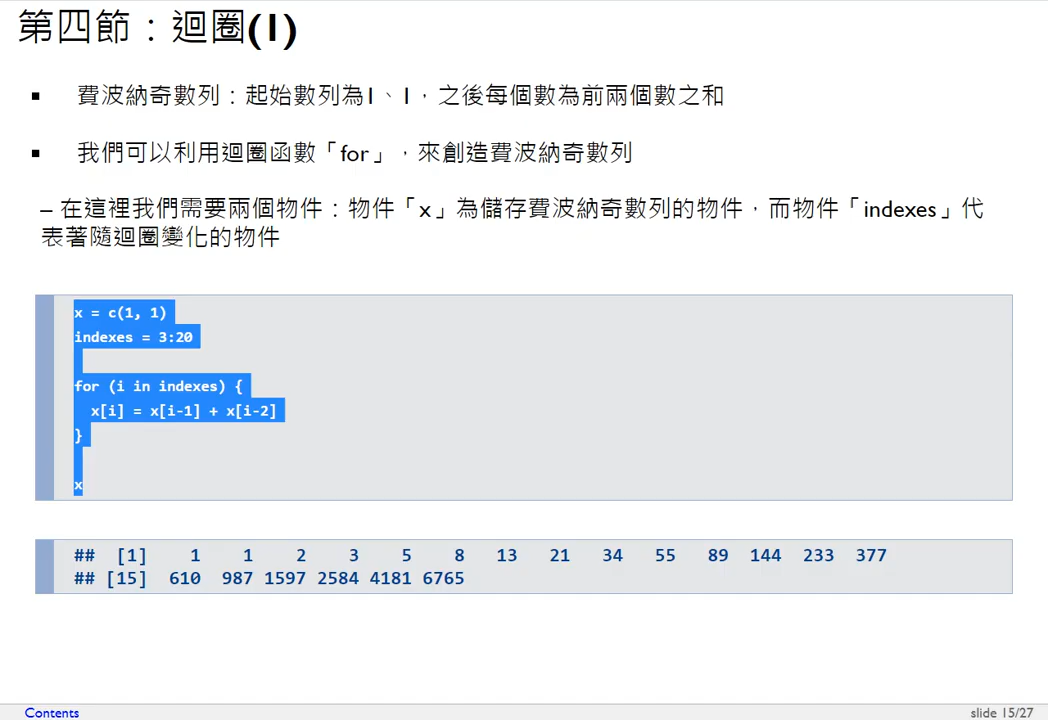 第四節：迴圈(1)
▪ 費波納奇數列：起始數列為1、1，之後每個數為前兩個數之和
▪ 我們可以利用迴圈函數「for」，來創造費波納奇數列
– 在這裡我們需要兩個物件：物件「x」為儲存費波納奇數列的物件，而物件「indexes」代
表著隨迴圈變化的物件
x = c(1, 1)
indexes = 3:20
for (i in indexes) {
  x[i] = x[i-1] + x[i-2]
}
x
##  [1]    1    1    2    3    5    8   13   21   34   55   89  144  233  377
## [15]  610  987 1597 2584 4181 6765
Contents
slide 15/27